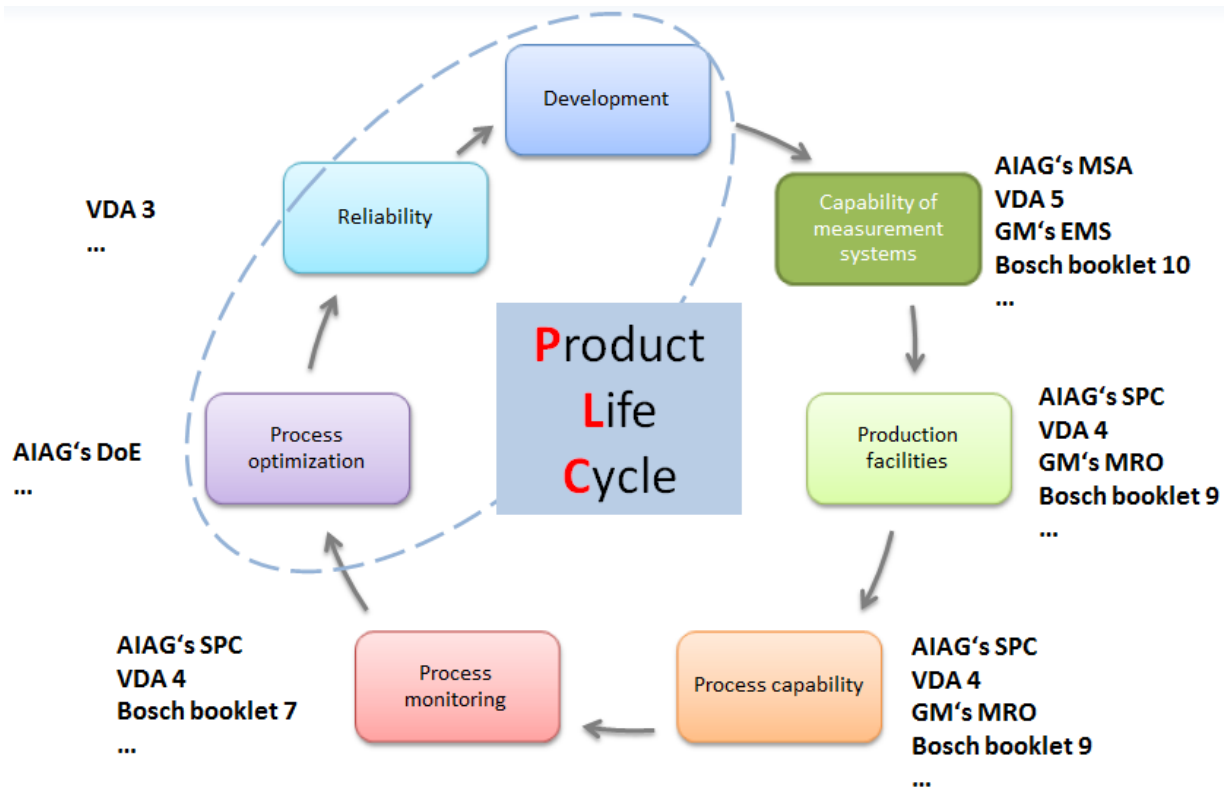 Development
Capability of
measurement
systems
AIAG‘s MSA
VDA 5
GM‘s EMS
Bosch booklet 10
...
Production
facilities
AIAG‘s SPC
VDA 4
GM‘s MRO
Bosch booklet 9
...
Process capability
AIAG‘s SPC
VDA 4
GM‘s MRO
Bosch booklet 9
...
Process
monitoring
AIAG‘s SPC
VDA 4
Bosch booklet 7
...
Process
optimization
AIAG‘s DoE
...
Reliability
VDA 3
...
Product
Life
Cycle